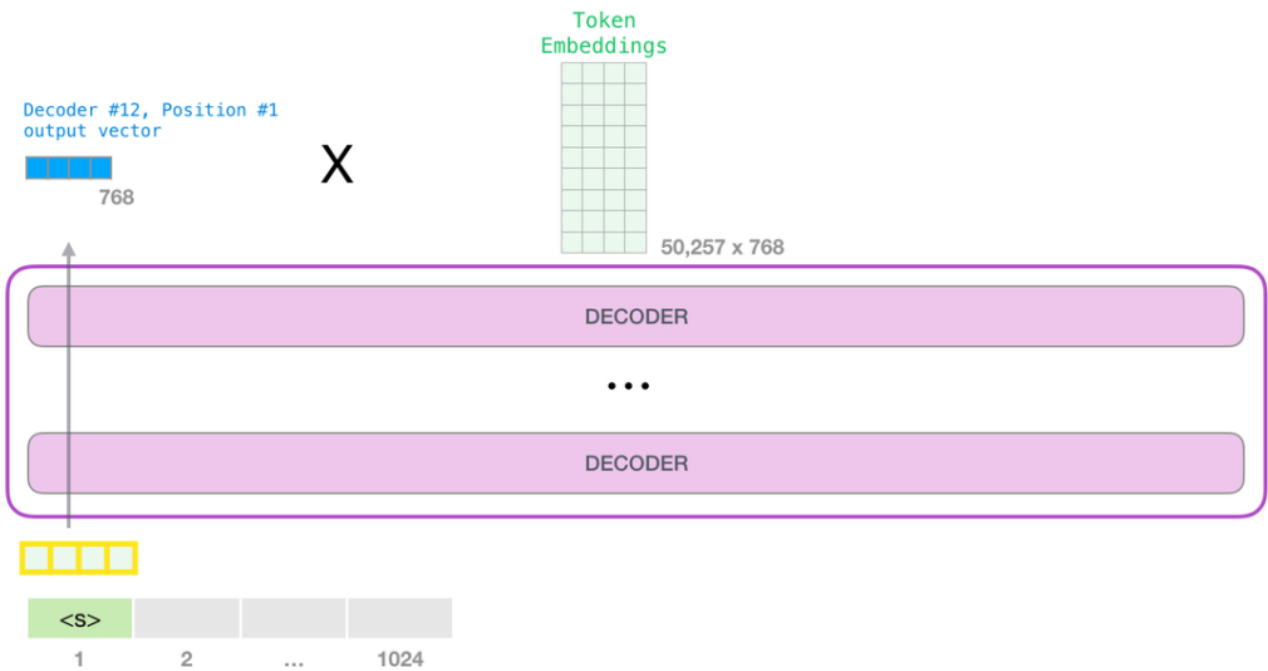 Token
Embeddings
Decoder #12, Position #1
output vector
X
768
50,257 x 768
DECODER
...
DECODER
<s>
1 2 ... 1024